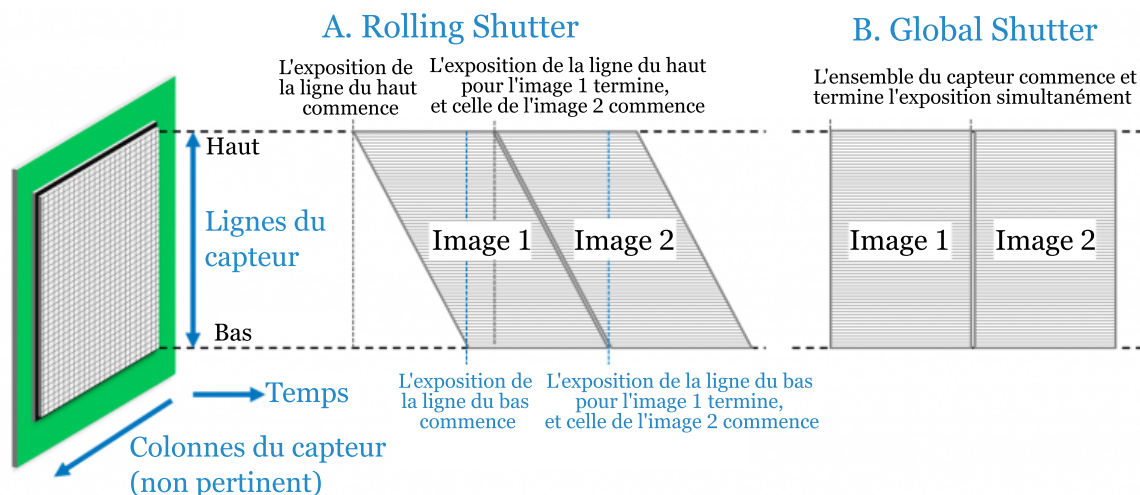 A. Rolling Shutter
L'exposition de
la ligne du haut
commence
L'exposition de la ligne du haut
pour l'image 1 termine,
et celle de l'image 2 commence
B. Global Shutter
L'ensemble du capteur commence et
termine l'exposition simultanément
Haut
Lignes du
capteur
Bas
Image 1
Image 2
Image 1
Image 2
Temps
Colonnes du capteur
(non pertinent)
L'exposition de
la ligne du bas
commence
L'exposition de la ligne du bas
pour l'image 1 termine,
et celle de l'image 2 commence